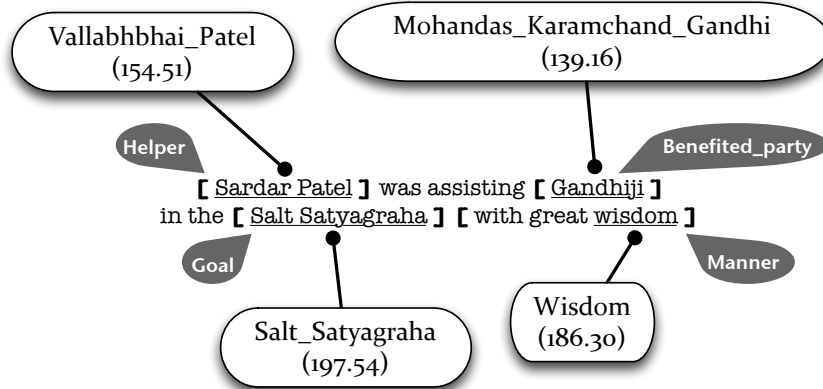 Vallabhbhai_Patel
(154.51)
Mohandas_Karamchand_Gandhi
(139.16)
Helper
Benefited_party
[ Sardar Patel ] was assisting [ Gandhiji ]
in the [ Salt Satyagraha ] [ with great wisdom ]
Goal
Manner
Salt_Satyagraha
(197.54)
Wisdom
(186.30)